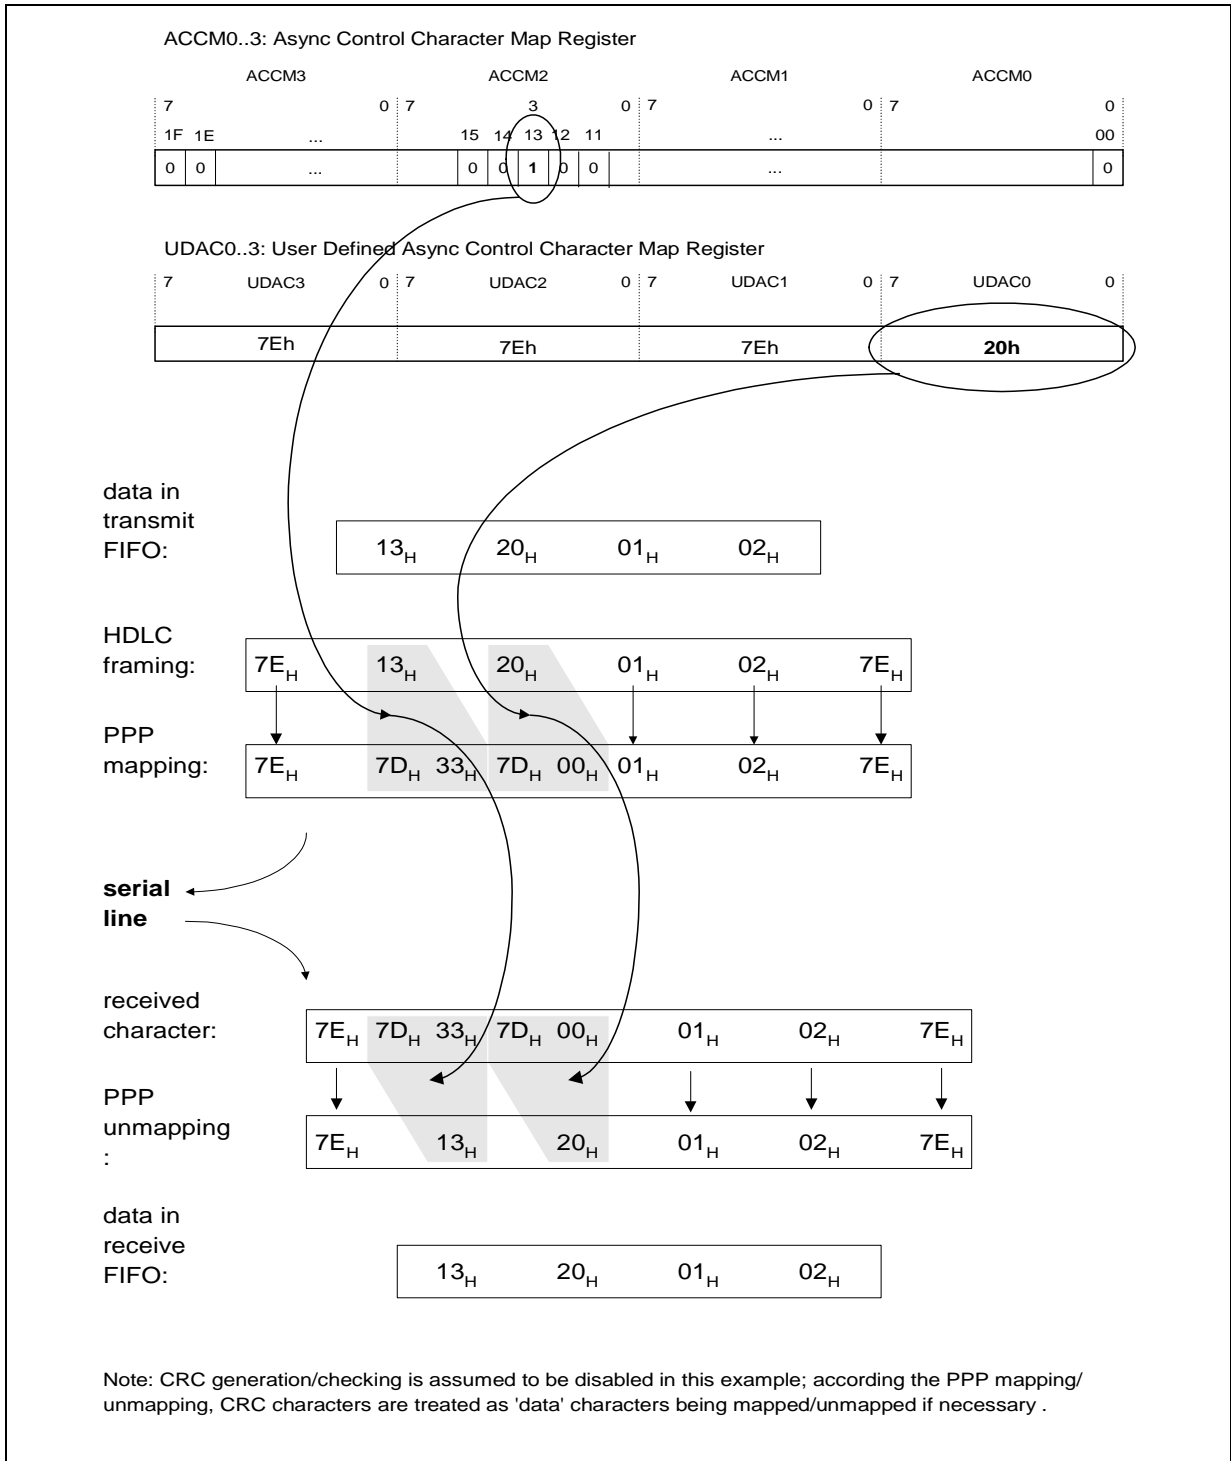 ACCM0..3: Async Control Character Map Register
ACCM3 ACCM2 ACCM1 ACCM0
7 0 7 3 0 7 0 7 0
1F 1E ... 15 14 13 12 11 ... 00
0 0 ... 0 0 1 0 0 ... 0
UDAC0..3: User Defined Async Control Character Map Register
7 UDAC3 0 7 UDAC2 0 7 UDAC1 0 7 UDAC0 0
7Eh 7Eh 7Eh 20h
data in
transmit
FIFO:
13H 20H 01H 02H
HDLC
framing:
7EH 13H 20H 01H 02H 7EH
PPP
mapping:
7EH 7DH 33H 7DH 00H 01H 02H 7EH
serial
line
received
character:
7EH 7DH 33H 7DH 00H 01H 02H 7EH
PPP
unmapping
:
7EH 13H 20H 01H 02H 7EH
data in
receive
FIFO:
13H 20H 01H 02H
Note: CRC generation/checking is assumed to be disabled in this example; according the PPP mapping/
unmapping, CRC characters are treated as 'data' characters being mapped/unmapped if necessary .